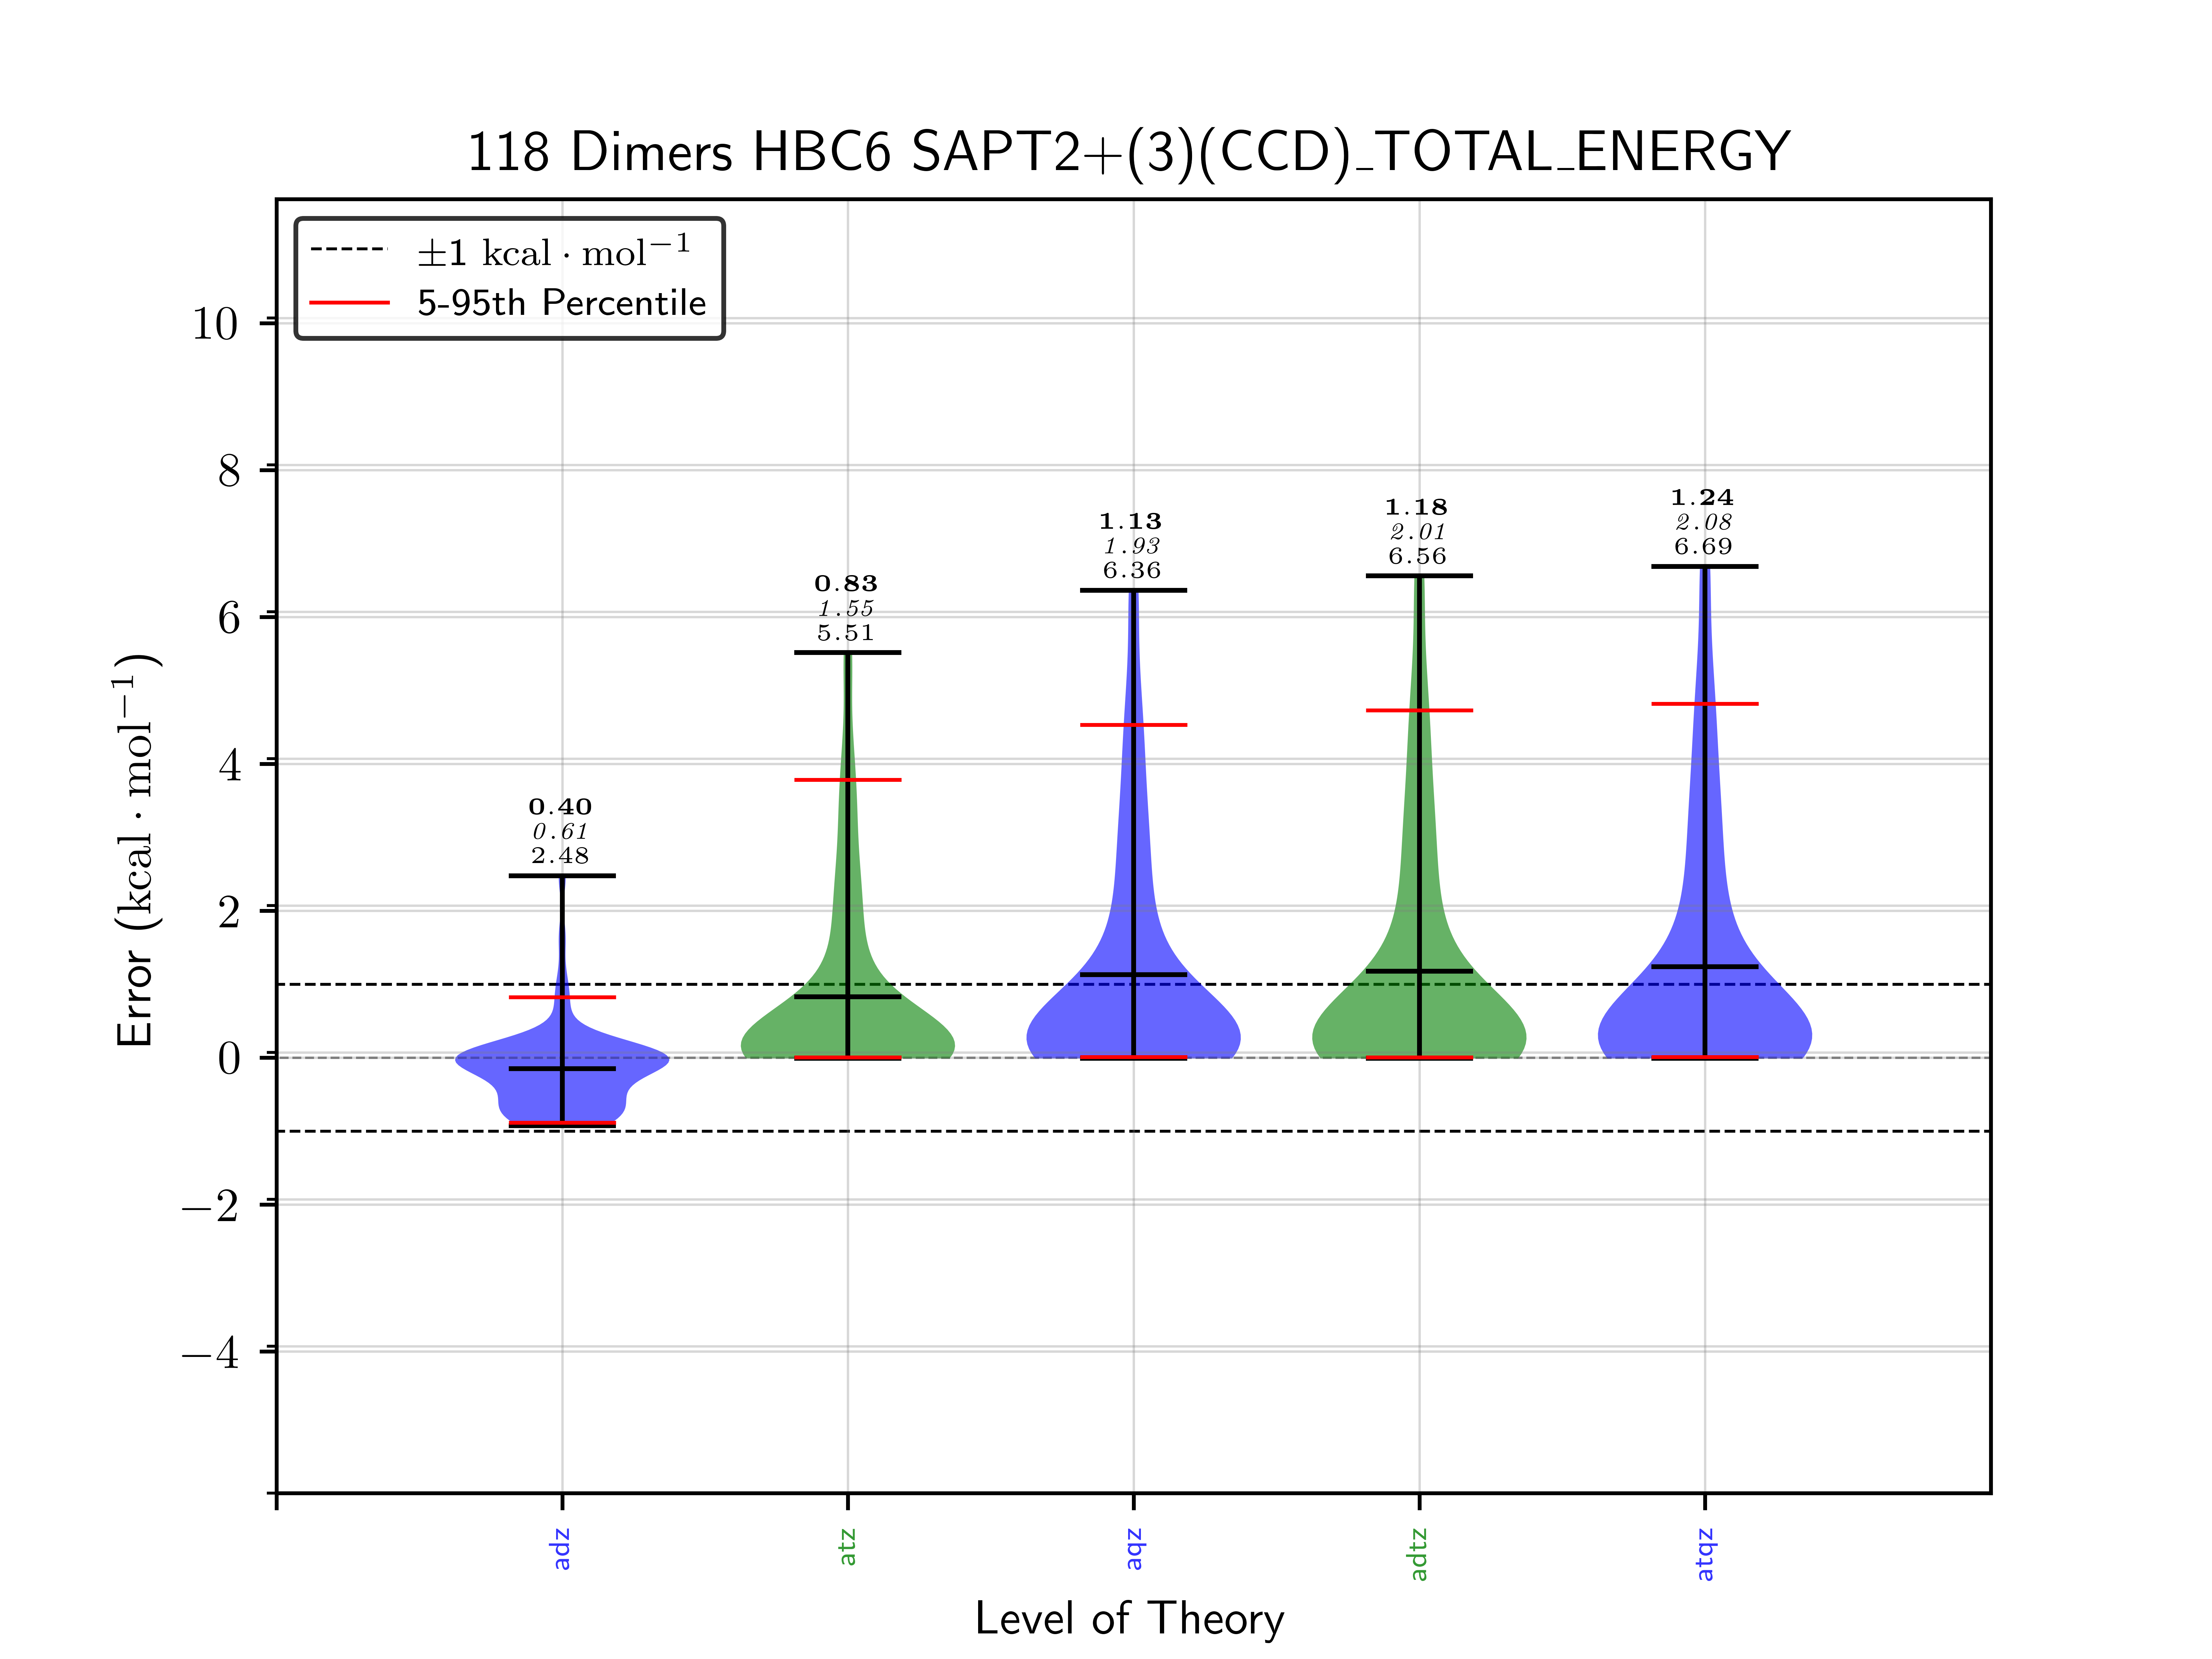 118 Dimers HBC6 SAPT2+(3)(CCD)_TOTAL_ENERGY
±1 kcal · mol⁻¹
5-95th Percentile
Error (kcal · mol⁻¹)
10
8
6
4
2
0
−2
−4
0.40
0.61
2.48
0.83
1.55
5.51
1.13
1.93
6.36
1.18
2.01
6.56
1.24
2.08
6.69
adz
atz
aqz
adtz
atqz
Level of Theory